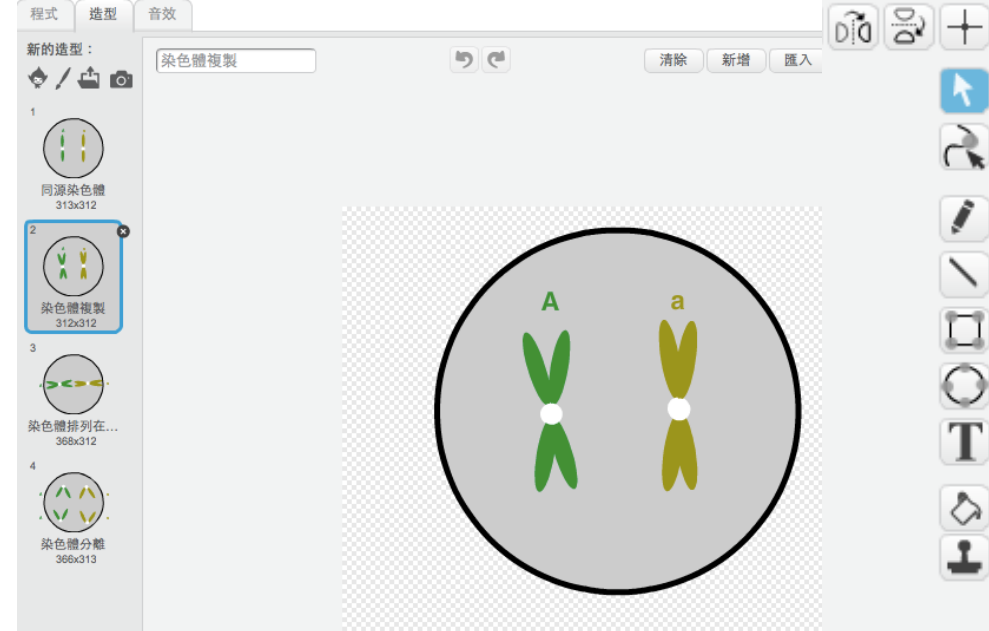 程式 造型 音效
新的造型：
染色體複製
清除 新增 匯入
1
同源染色體
313x312
2
染色體複製
312x312
3
染色體排列在...
368x312
4
染色體分離
366x313
A a
T